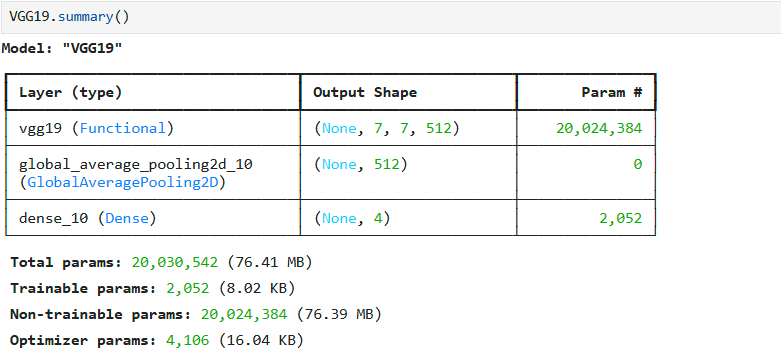 VGG19.summary()
Model: "VGG19"
Layer (type) Output Shape Param #
vgg19 (Functional) (None, 7, 7, 512) 20,024,384
global_average_pooling2d_10 (None, 512) 0
(GlobalAveragePooling2D)
dense_10 (Dense) (None, 4) 2,052
Total params: 20,030,542 (76.41 MB)
Trainable params: 2,052 (8.02 KB)
Non-trainable params: 20,024,384 (76.39 MB)
Optimizer params: 4,106 (16.04 KB)